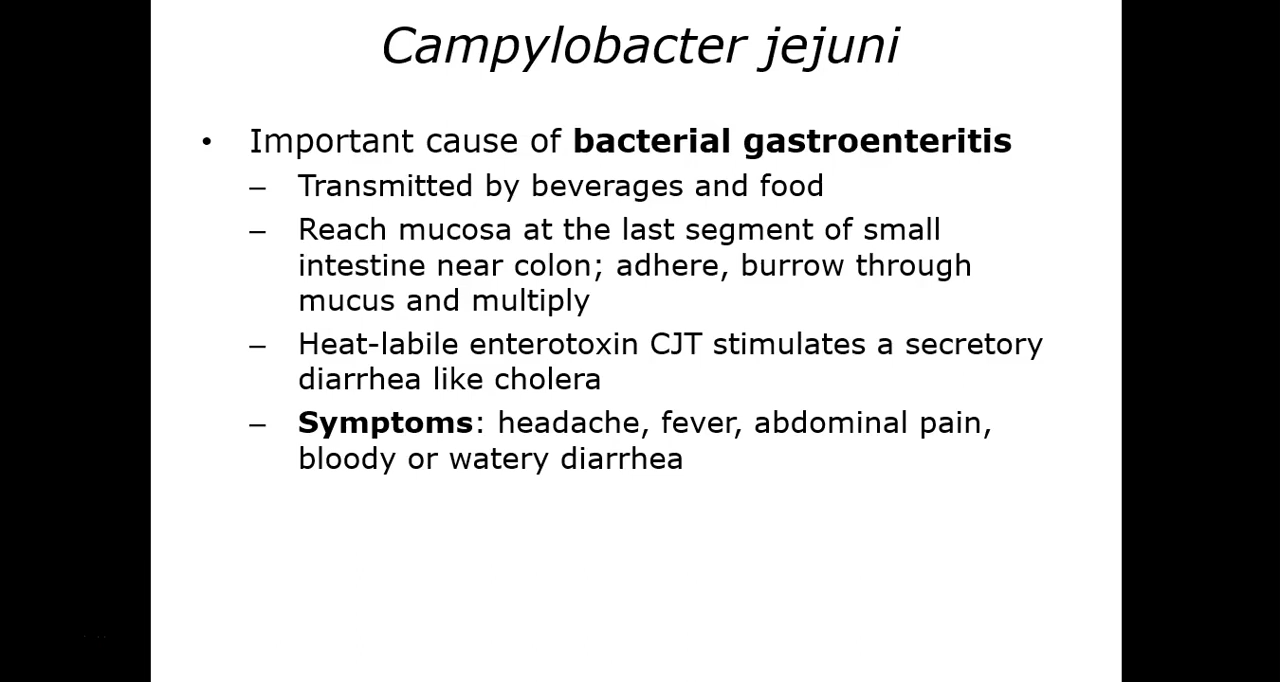 Campylobacter jejuni
• Important cause of bacterial gastroenteritis
– Transmitted by beverages and food
– Reach mucosa at the last segment of small
intestine near colon; adhere, burrow through
mucus and multiply
– Heat-labile enterotoxin CJT stimulates a secretory
diarrhea like cholera
– Symptoms: headache, fever, abdominal pain,
bloody or watery diarrhea